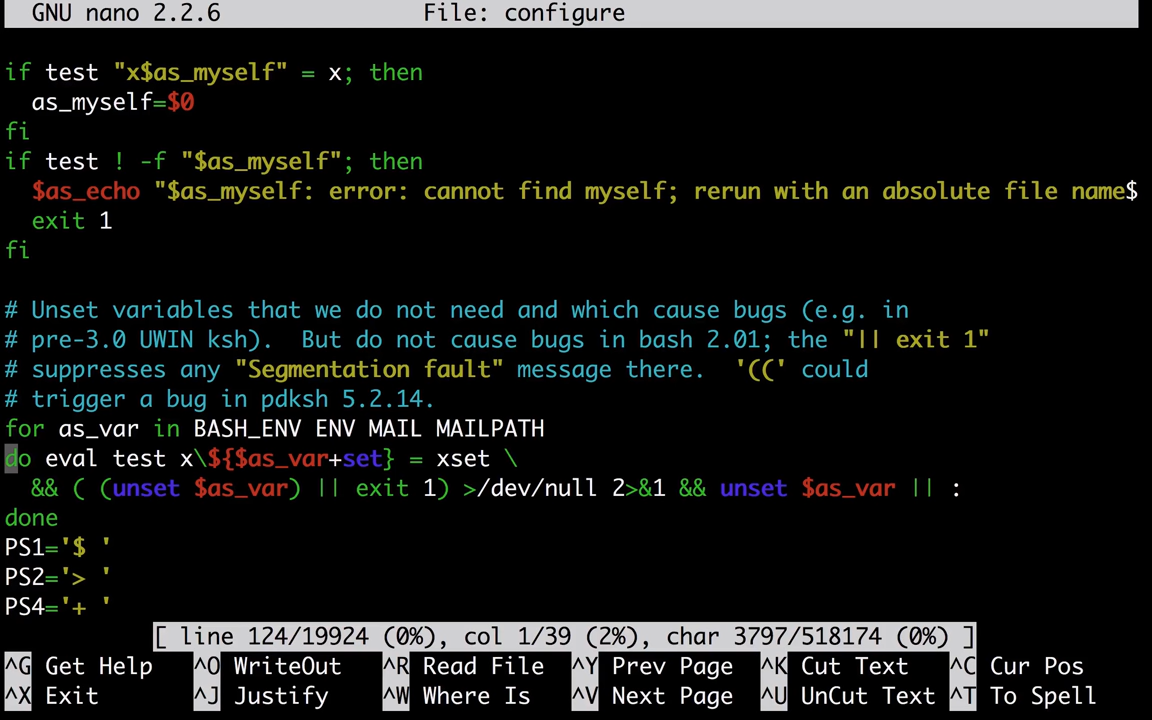 GNU nano 2.2.6 File: configure
if test "x$as_myself" = x; then
as_myself=$0
fi
if test ! -f "$as_myself"; then
$as_echo "$as_myself: error: cannot find myself; rerun with an absolute file name$
exit 1
fi
# Unset variables that we do not need and which cause bugs (e.g. in
# pre-3.0 UWIN ksh).  But do not cause bugs in bash 2.01; the "|| exit 1"
# suppresses any "Segmentation fault" message there.  '((' could
# trigger a bug in pdksh 5.2.14.
for as_var in BASH_ENV ENV MAIL MAILPATH
do eval test x\${$as_var+set} = xset \
&& ( (unset $as_var) || exit 1) >/dev/null 2>&1 && unset $as_var || :
done
PS1='$ '
PS2='> '
PS4='+ '
[ line 124/19924 (0%), col 1/39 (2%), char 3797/518174 (0%) ]
^G Get Help ^O WriteOut ^R Read File ^Y Prev Page ^K Cut Text ^C Cur Pos
^X Exit ^J Justify ^W Where Is ^V Next Page ^U UnCut Text ^T To Spell